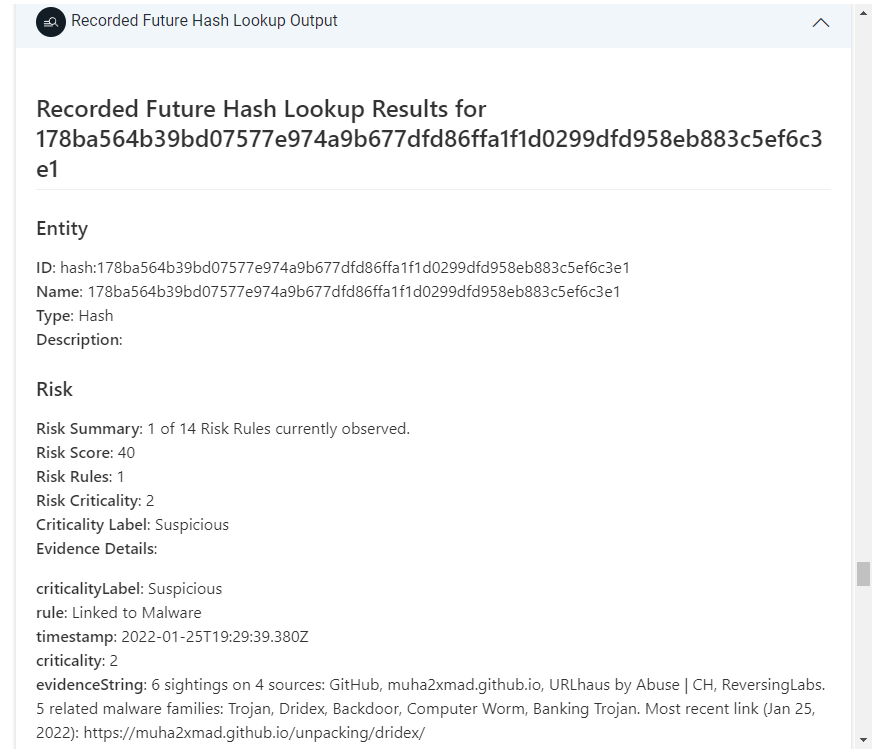 Recorded Future Hash Lookup Output
Recorded Future Hash Lookup Results for
178ba564b39bd07577e974a9b677dfd86ffa1f1d0299dfd958eb883c5ef6c3
e1
Entity
ID: hash:178ba564b39bd07577e974a9b677dfd86ffa1f1d0299dfd958eb883c5ef6c3e1
Name: 178ba564b39bd07577e974a9b677dfd86ffa1f1d0299dfd958eb883c5ef6c3e1
Type: Hash
Description:
Risk
Risk Summary: 1 of 14 Risk Rules currently observed.
Risk Score: 40
Risk Rules: 1
Risk Criticality: 2
Criticality Label: Suspicious
Evidence Details:
criticalityLabel: Suspicious
rule: Linked to Malware
timestamp: 2022-01-25T19:29:39.380Z
criticality: 2
evidenceString: 6 sightings on 4 sources: GitHub, muha2xmad.github.io, URLhaus by Abuse | CH, ReversingLabs.
5 related malware families: Trojan, Dridex, Backdoor, Computer Worm, Banking Trojan. Most recent link (Jan 25,
2022): https://muha2xmad.github.io/unpacking/dridex/